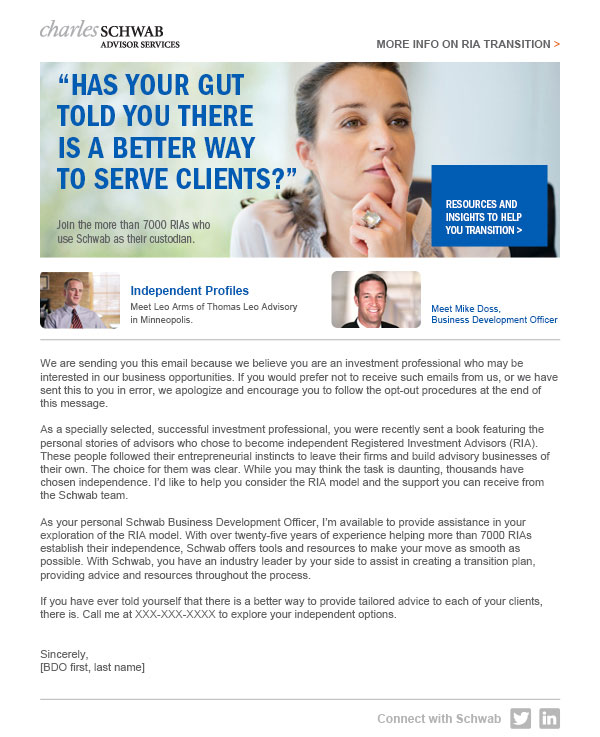 charles SCHWAB
ADVISOR SERVICES
MORE INFO ON RIA TRANSITION >
“HAS YOUR GUT
TOLD YOU THERE
IS A BETTER WAY
TO SERVE CLIENTS?”
Join the more than 7000 RIAs who
use Schwab as their custodian.
RESOURCES AND
INSIGHTS TO HELP
YOU TRANSITION >
Independent Profiles
Meet Leo Arms of Thomas Leo Advisory
in Minneopolis.
Meet Mike Doss,
Business Development Officer
We are sending you this email because we believe you are an investment professional who may be
interested in our business opportunities. If you would prefer not to receive such emails from us, or we have
sent this to you in error, we apologize and encourage you to follow the opt-out procedures at the end of
this message.
As a specially selected, successful investment professional, you were recently sent a book featuring the
personal stories of advisors who chose to become independent Registered Investment Advisors (RIA).
These people followed their entrepreneurial instincts to leave their firms and build advisory businesses of
their own. The choice for them was clear. While you may think the task is daunting, thousands have
chosen independence. I’d like to help you consider the RIA model and the support you can receive from
the Schwab team.
As your personal Schwab Business Development Officer, I’m available to provide assistance in your
exploration of the RIA model. With over twenty-five years of experience helping more than 7000 RIAs
establish their independence, Schwab offers tools and resources to make your move as smooth as
possible. With Schwab, you have an industry leader by your side to assist in creating a transition plan,
providing advice and resources throughout the process.
If you have ever told yourself that there is a better way to provide tailored advice to each of your clients,
there is. Call me at XXX-XXX-XXXX to explore your independent options.
Sincerely,
[BDO first, last name]
Connect with Schwab
in